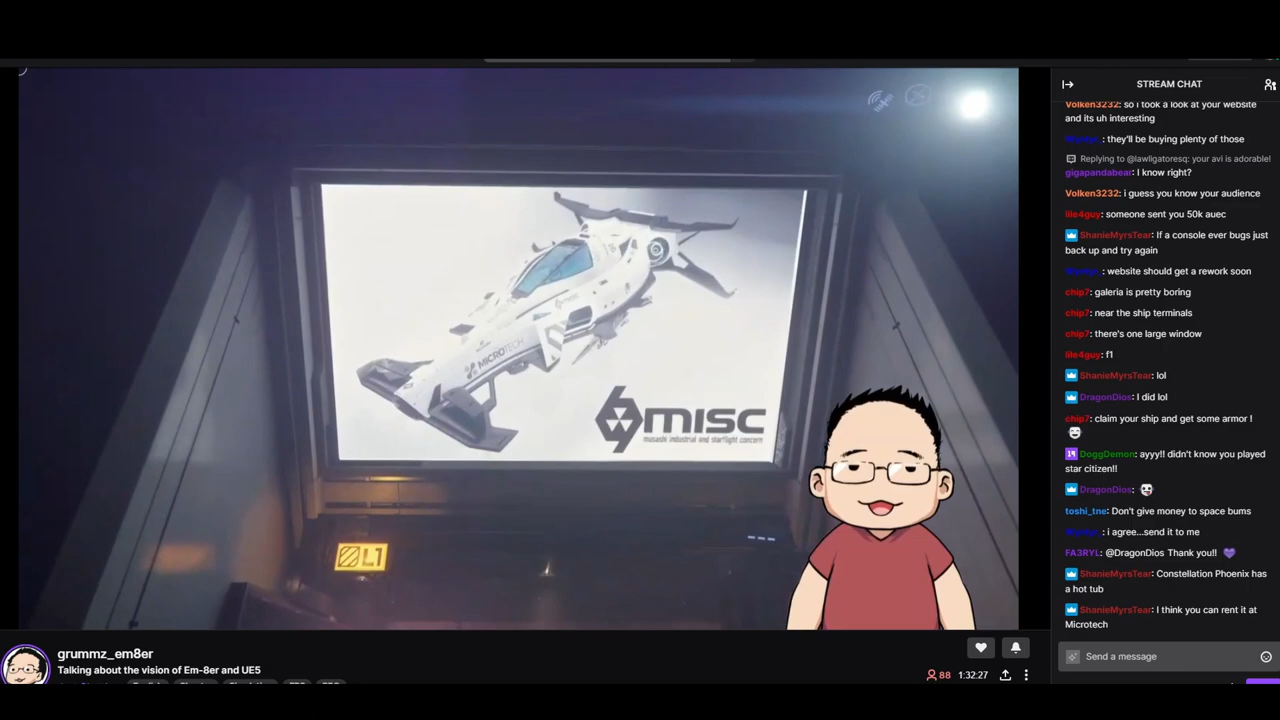 STREAM CHAT
Volken3232: so i took a look at your website
and its uh interesting
: they'll be buying plenty of those
Replying to @lawligatoresq: your avi is adorable!
gigapandabear: I know right?
Volken3232: i guess you know your audience
lile4guy: someone sent you 50k auec
ShanieMyrsTear: If a console ever bugs just
back up and try again
: website should get a rework soon
chip7: galeria is pretty boring
chip7: near the ship terminals
chip7: there's one large window
lile4guy: f1
ShanieMyrsTear: lol
DragonDios: I did lol
chip7: claim your ship and get some armor !
14 DoggDemon: ayyy!! didn't know you played
star citizen!!
DragonDios:
toshi_tne: Don't give money to space bums
: i agree...send it to me
FA3RYL: @DragonDios Thank you!!
ShanieMyrsTear: Constellation Phoenix has
a hot tub
ShanieMyrsTear: I think you can rent it at
Microtech
Send a message
MICROTECH
MISC
musashi industrial and starflight concern
L1
grummz_em8er
Talking about the vision of Em-8er and UE5
88 1:32:27